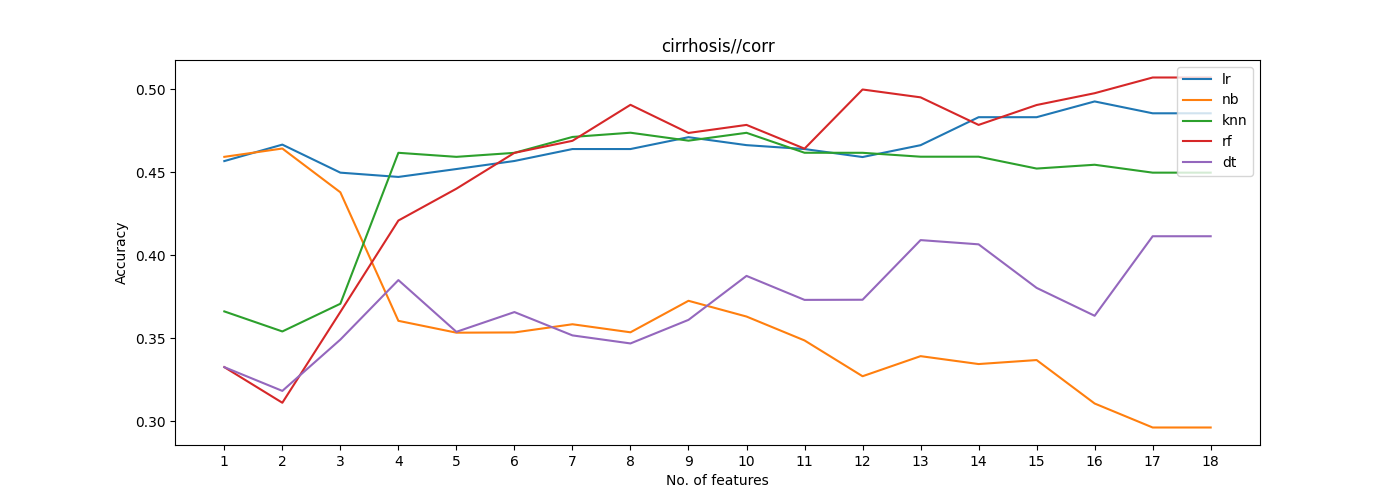 cirrhosis//corr
Accuracy
0.50
0.45
0.40
0.35
0.30
1 2 3 4 5 6 7 8 9 10 11 12 13 14 15 16 17 18
No. of features
lr
nb
knn
rf
dt